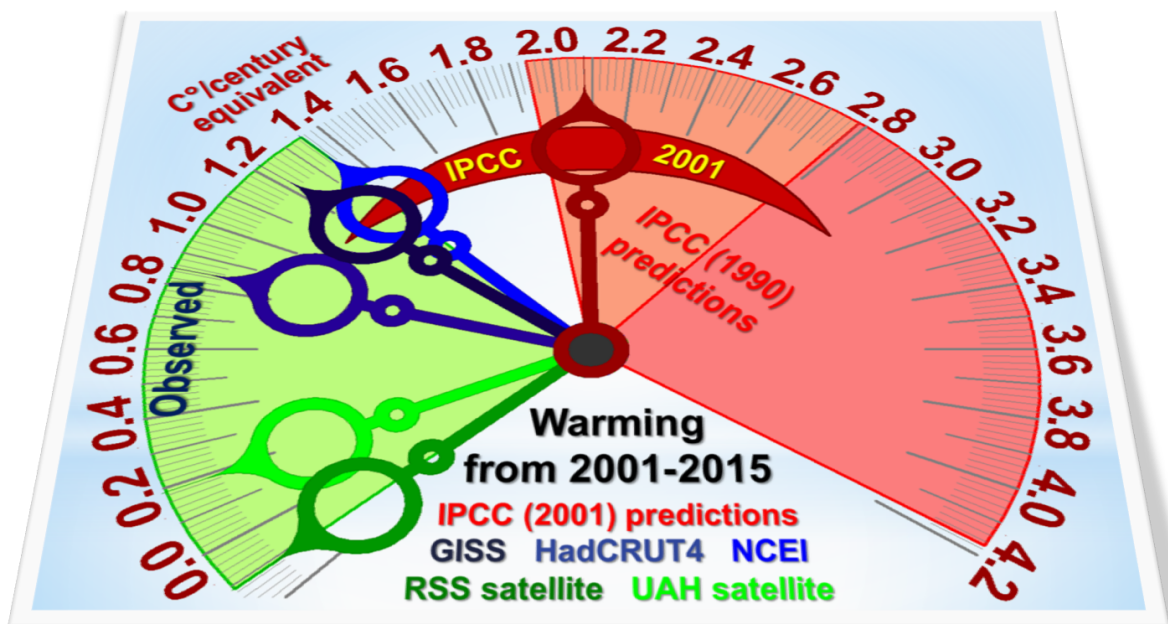 C°/century
equivalent
0.0
0.2
0.4
0.6
0.8
1.0
1.2
1.4
1.6
1.8
2.0
2.2
2.4
2.6
2.8
3.0
3.2
3.4
3.6
3.8
4.0
4.2
IPCC 2001
IPCC (1990)
predictions
Observed
Warming
from 2001-2015
IPCC (2001) predictions
GISS HadCRUT4 NCEI
RSS satellite UAH satellite